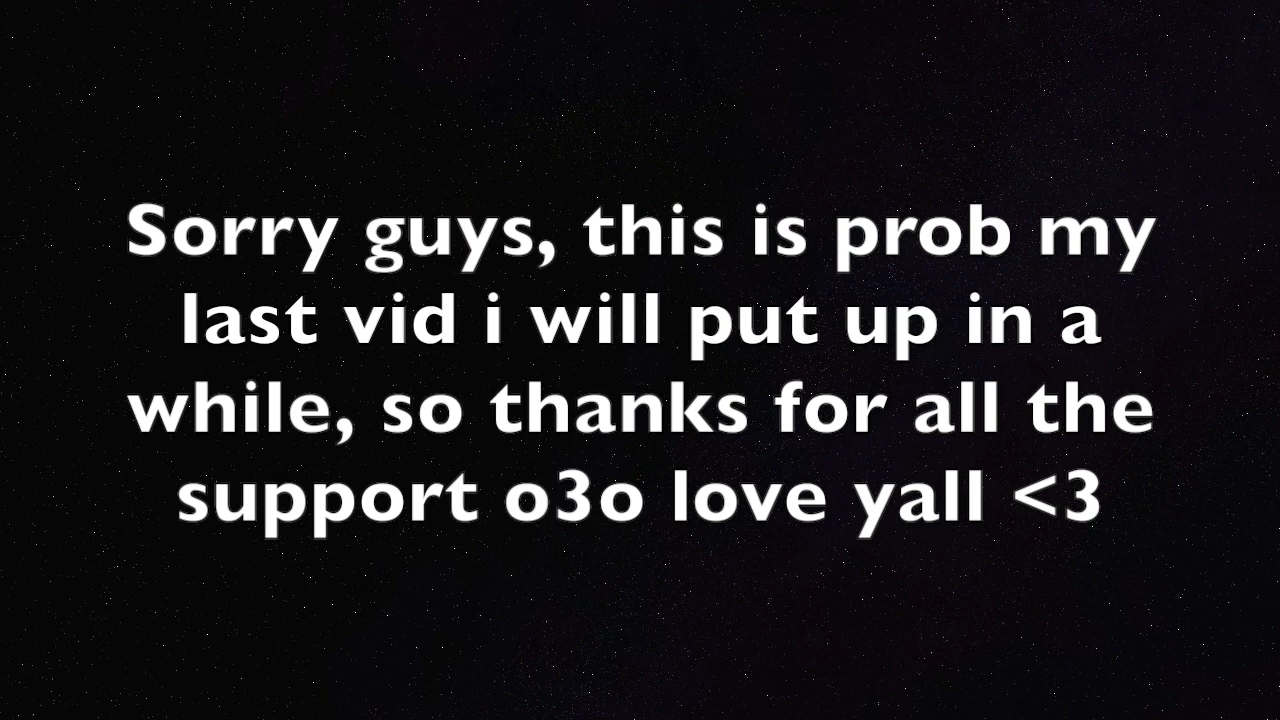 Sorry guys, this is prob my
last vid i will put up in a
while, so thanks for all the
support o3o love yall <3